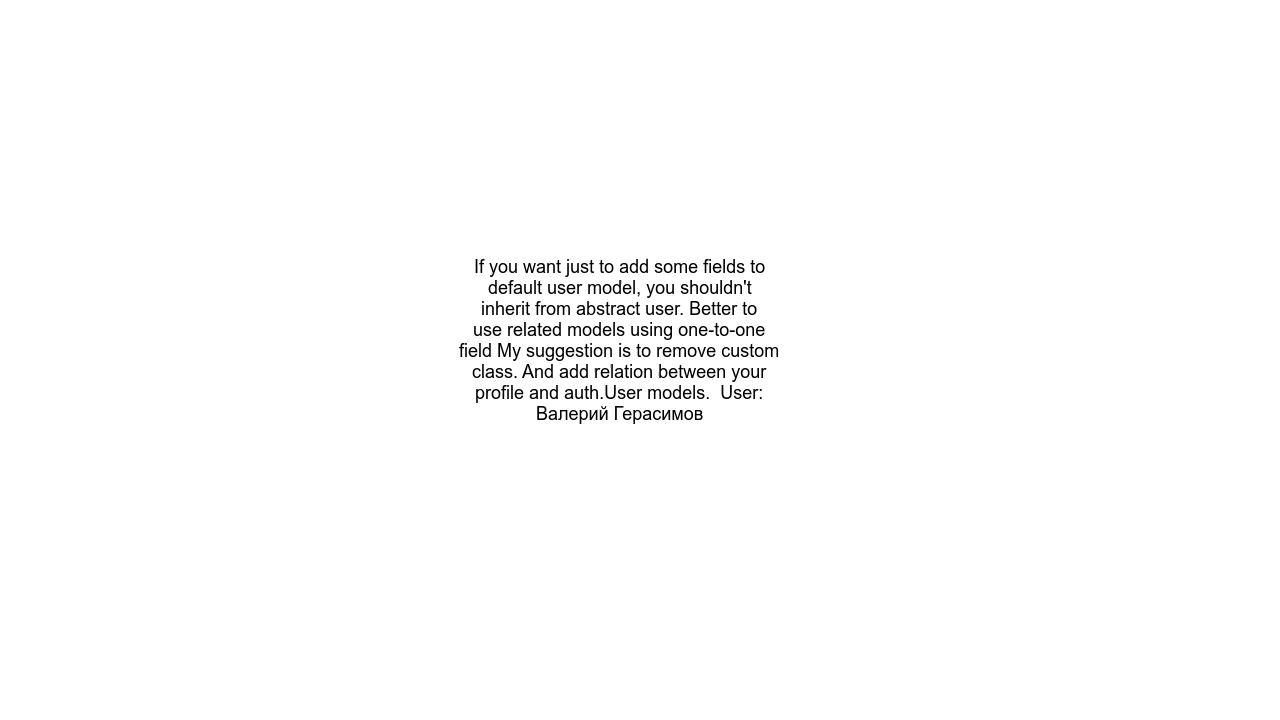 If you want just to add some fields to
default user model, you shouldn't
inherit from abstract user. Better to
use related models using one-to-one
field My suggestion is to remove custom
class. And add relation between your
profile and auth.User models.  User:
Валерий Герасимов